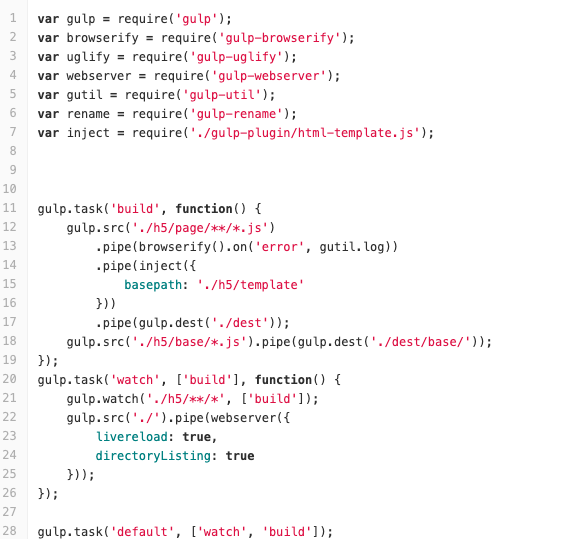 1 var gulp = require('gulp');
2 var browserify = require('gulp-browserify');
3 var uglify = require('gulp-uglify');
4 var webserver = require('gulp-webserver');
5 var gutil = require('gulp-util');
6 var rename = require('gulp-rename');
7 var inject = require('./gulp-plugin/html-template.js');
8
9
10
11 gulp.task('build', function() {
12     gulp.src('./h5/page/**/*.js')
13         .pipe(browserify().on('error', gutil.log))
14         .pipe(inject({
15             basepath: './h5/template'
16         }))
17         .pipe(gulp.dest('./dest'));
18     gulp.src('./h5/base/*.js').pipe(gulp.dest('./dest/base/'));
19 });
20 gulp.task('watch', ['build'], function() {
21     gulp.watch('./h5/**/*', ['build']);
22     gulp.src('./').pipe(webserver({
23         livereload: true,
24         directoryListing: true
25     }));
26 });
27
28 gulp.task('default', ['watch', 'build']);